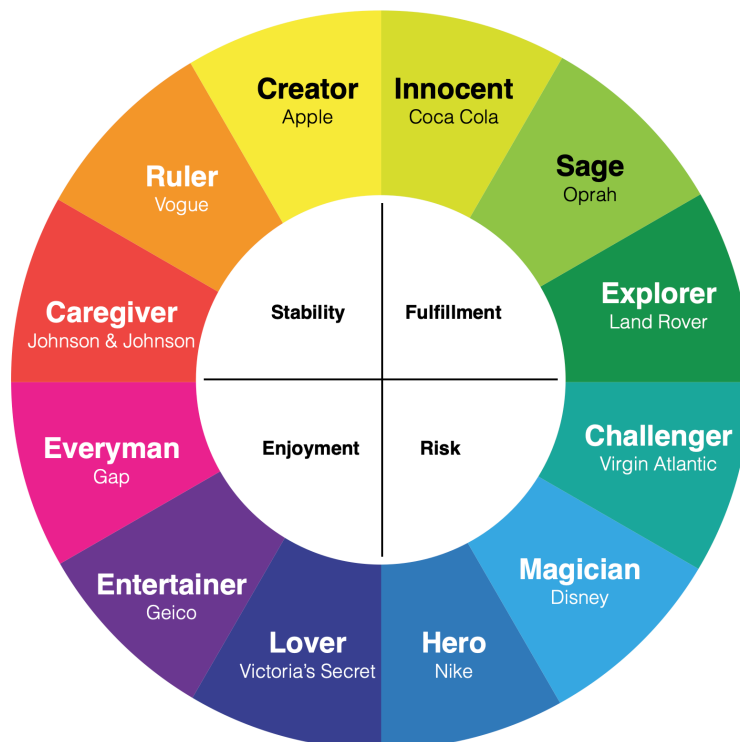 Creator
Apple
Innocent
Coca Cola
Sage
Oprah
Explorer
Land Rover
Challenger
Virgin Atlantic
Magician
Disney
Hero
Nike
Lover
Victoria's Secret
Entertainer
Geico
Everyman
Gap
Caregiver
Johnson & Johnson
Ruler
Vogue
Stability
Fulfillment
Enjoyment
Risk